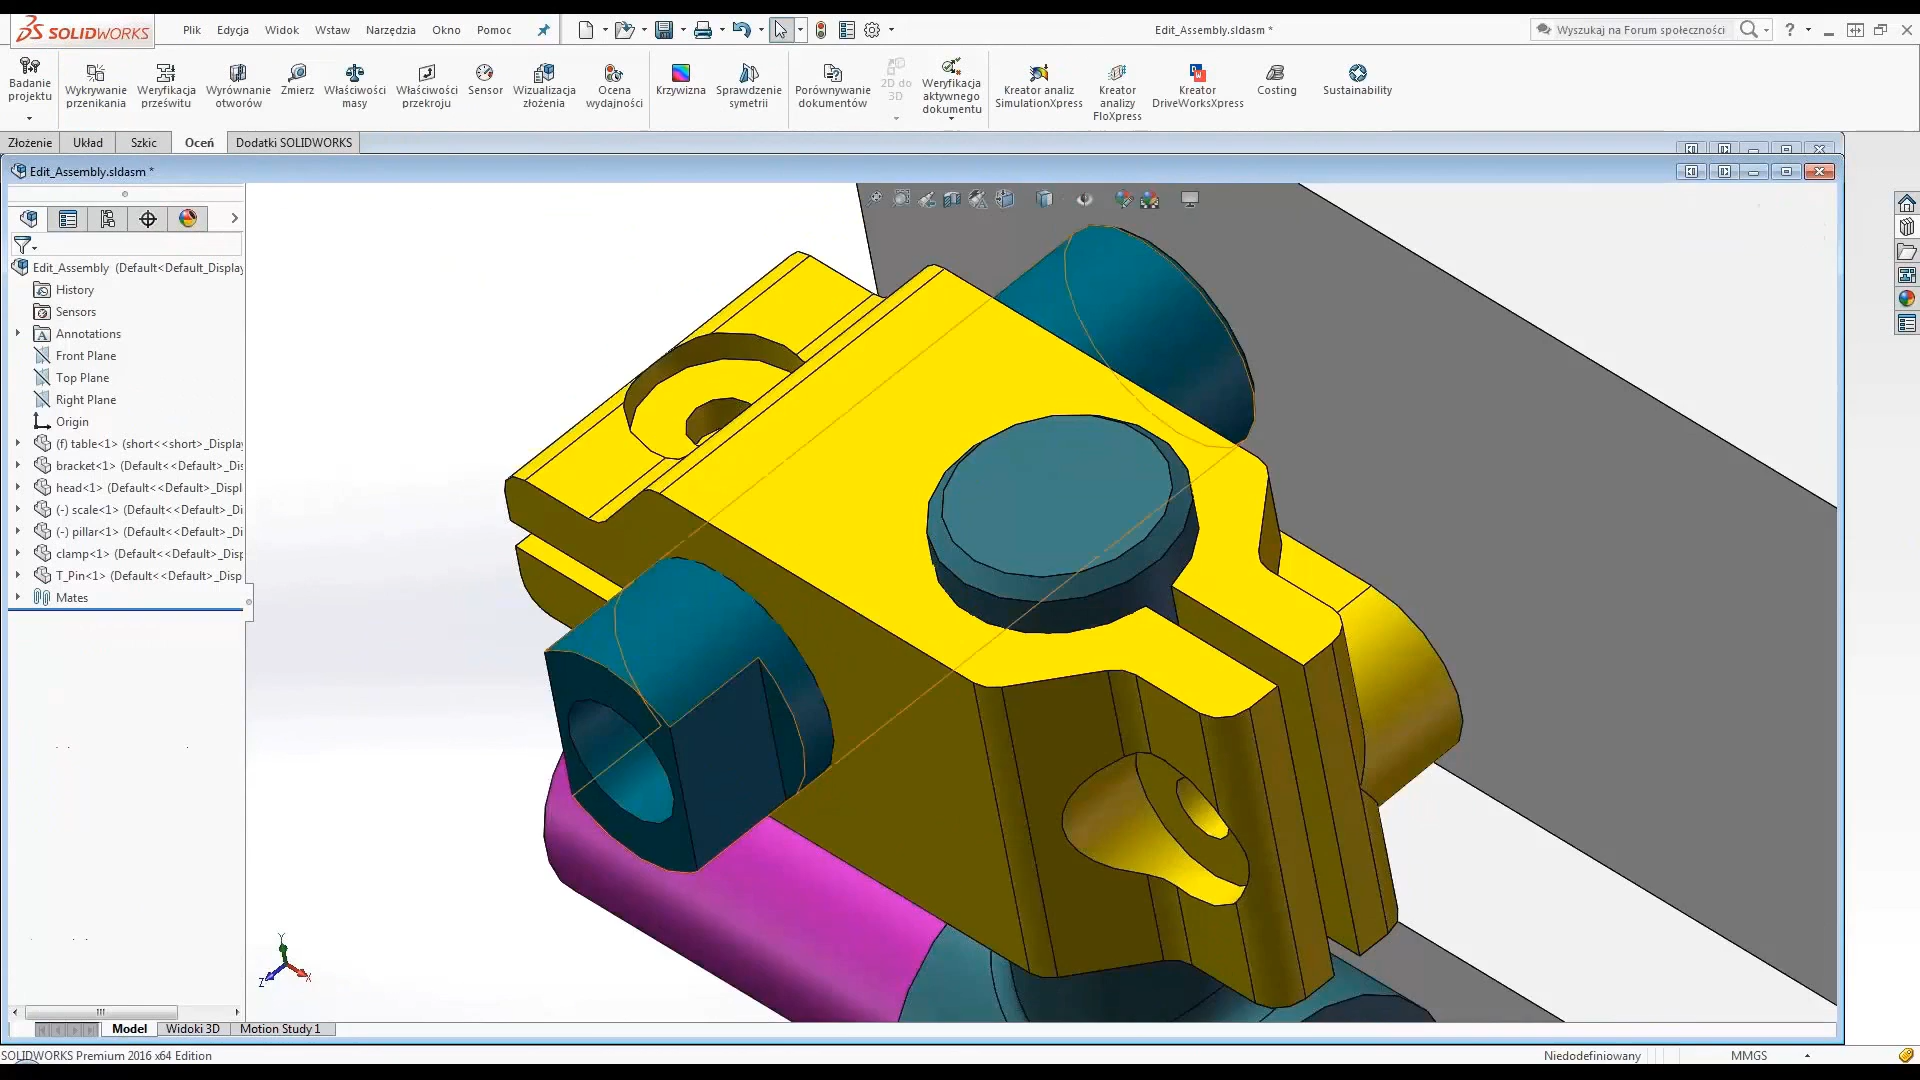 SOLIDWORKS
Plik Edycja Widok Wstaw Narzędzia Okno Pomoc
Edit_Assembly.sldasm *
Wyszukaj na Forum społeczności
Badanie projektu
Wykrywanie przenikania
Weryfikacja prześwitu
Wyrównanie otworów
Zmierz
Właściwości masy
Właściwości przekroju
Sensor
Wizualizacja złożenia
Ocena wydajności
Krzywizna
Sprawdzenie symetrii
Porównywanie dokumentów
2D do 3D
Weryfikacja aktywnego dokumentu
Kreator analiz SimulationXpress
Kreator analizy FloXpress
Kreator DriveWorksXpress
Costing
Sustainability
Złożenie Układ Szkic Oceń Dodatki SOLIDWORKS
Edit_Assembly.sldasm *
Edit_Assembly (Default<Default_Display
History
Sensors
Annotations
Front Plane
Top Plane
Right Plane
Origin
(f) table<1> (short<<short>_Displa
bracket<1> (Default<<Default>_Dis
head<1> (Default<<Default>_Displ
(-) scale<1> (Default<<Default>_Di
(-) pillar<1> (Default<<Default>_Di
clamp<1> (Default<<Default>_Disp
T_Pin<1> (Default<<Default>_Disp
Mates
Y
Z
X
Model Widoki 3D Motion Study 1
SOLIDWORKS Premium 2016 x64 Edition
Niedodefiniowany
MMGS